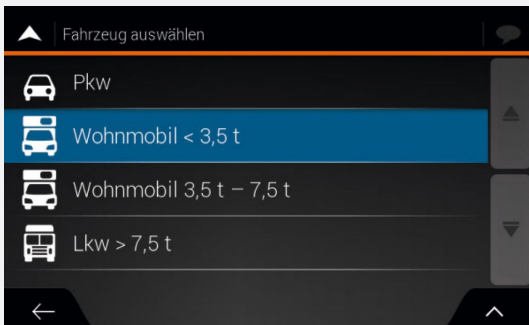 Fahrzeug auswählen
Pkw
Wohnmobil < 3,5 t
Wohnmobil 3,5 t – 7,5 t
Lkw > 7,5 t